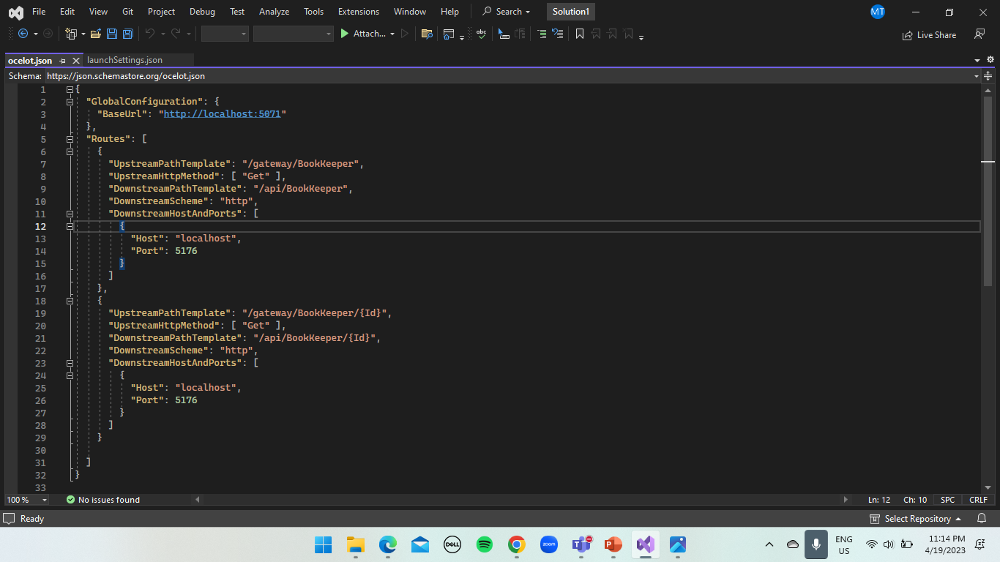 File Edit View Git Project Debug Test Analyze Tools Extensions Window Help Search Solution1 MT
Attach... Live Share
ocelot.json launchSettings.json
Schema: https://json.schemastore.org/ocelot.json
1 {
2 "GlobalConfiguration": {
3 "BaseUrl": "http://localhost:5071"
4 },
5 "Routes": [
6 {
7 "UpstreamPathTemplate": "/gateway/BookKeeper",
8 "UpstreamHttpMethod": [ "Get" ],
9 "DownstreamPathTemplate": "/api/BookKeeper",
10 "DownstreamScheme": "http",
11 "DownstreamHostAndPorts": [
12 {
13 "Host": "localhost",
14 "Port": 5176
15 }
16 ]
17 },
18 {
19 "UpstreamPathTemplate": "/gateway/BookKeeper/{Id}",
20 "UpstreamHttpMethod": [ "Get" ],
21 "DownstreamPathTemplate": "/api/BookKeeper/{Id}",
22 "DownstreamScheme": "http",
23 "DownstreamHostAndPorts": [
24 {
25 "Host": "localhost",
26 "Port": 5176
27 }
28 ]
29 }
30
31 ]
32 }
33
100 % No issues found Ln: 12 Ch: 10 SPC CRLF
Ready Select Repository
DELL zoom ENG 11:14 PM
US 4/19/2023